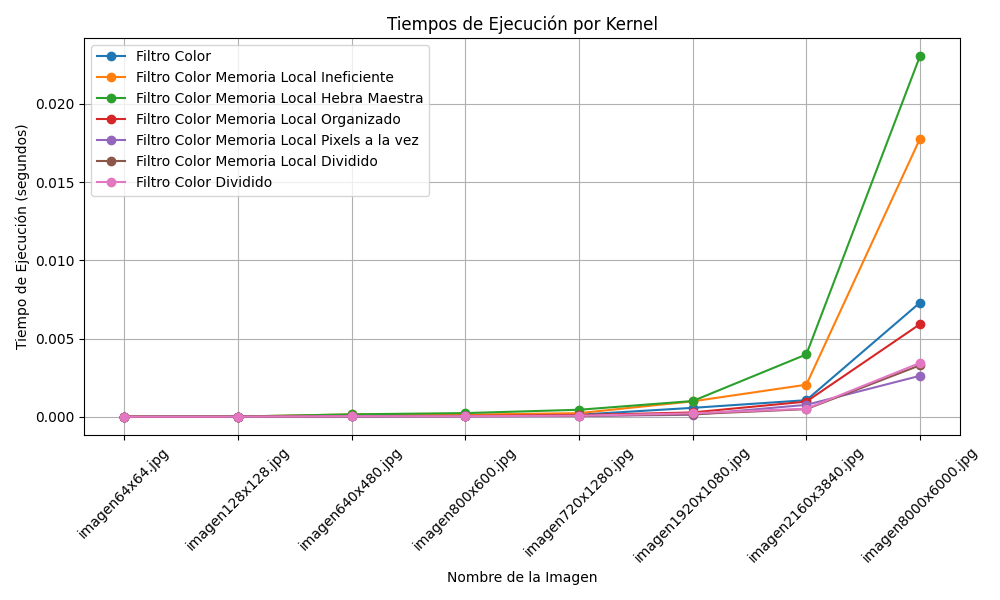 Tiempos de Ejecución por Kernel
Filtro Color
Filtro Color Memoria Local Ineficiente
Filtro Color Memoria Local Hebra Maestra
Filtro Color Memoria Local Organizado
Filtro Color Memoria Local Pixels a la vez
Filtro Color Memoria Local Dividido
Filtro Color Dividido
Tiempo de Ejecución (segundos)
0.020
0.015
0.010
0.005
0.000
imagen64x64.jpg
imagen128x128.jpg
imagen640x480.jpg
imagen800x600.jpg
imagen720x1280.jpg
imagen1920x1080.jpg
imagen2160x3840.jpg
imagen8000x6000.jpg
Nombre de la Imagen